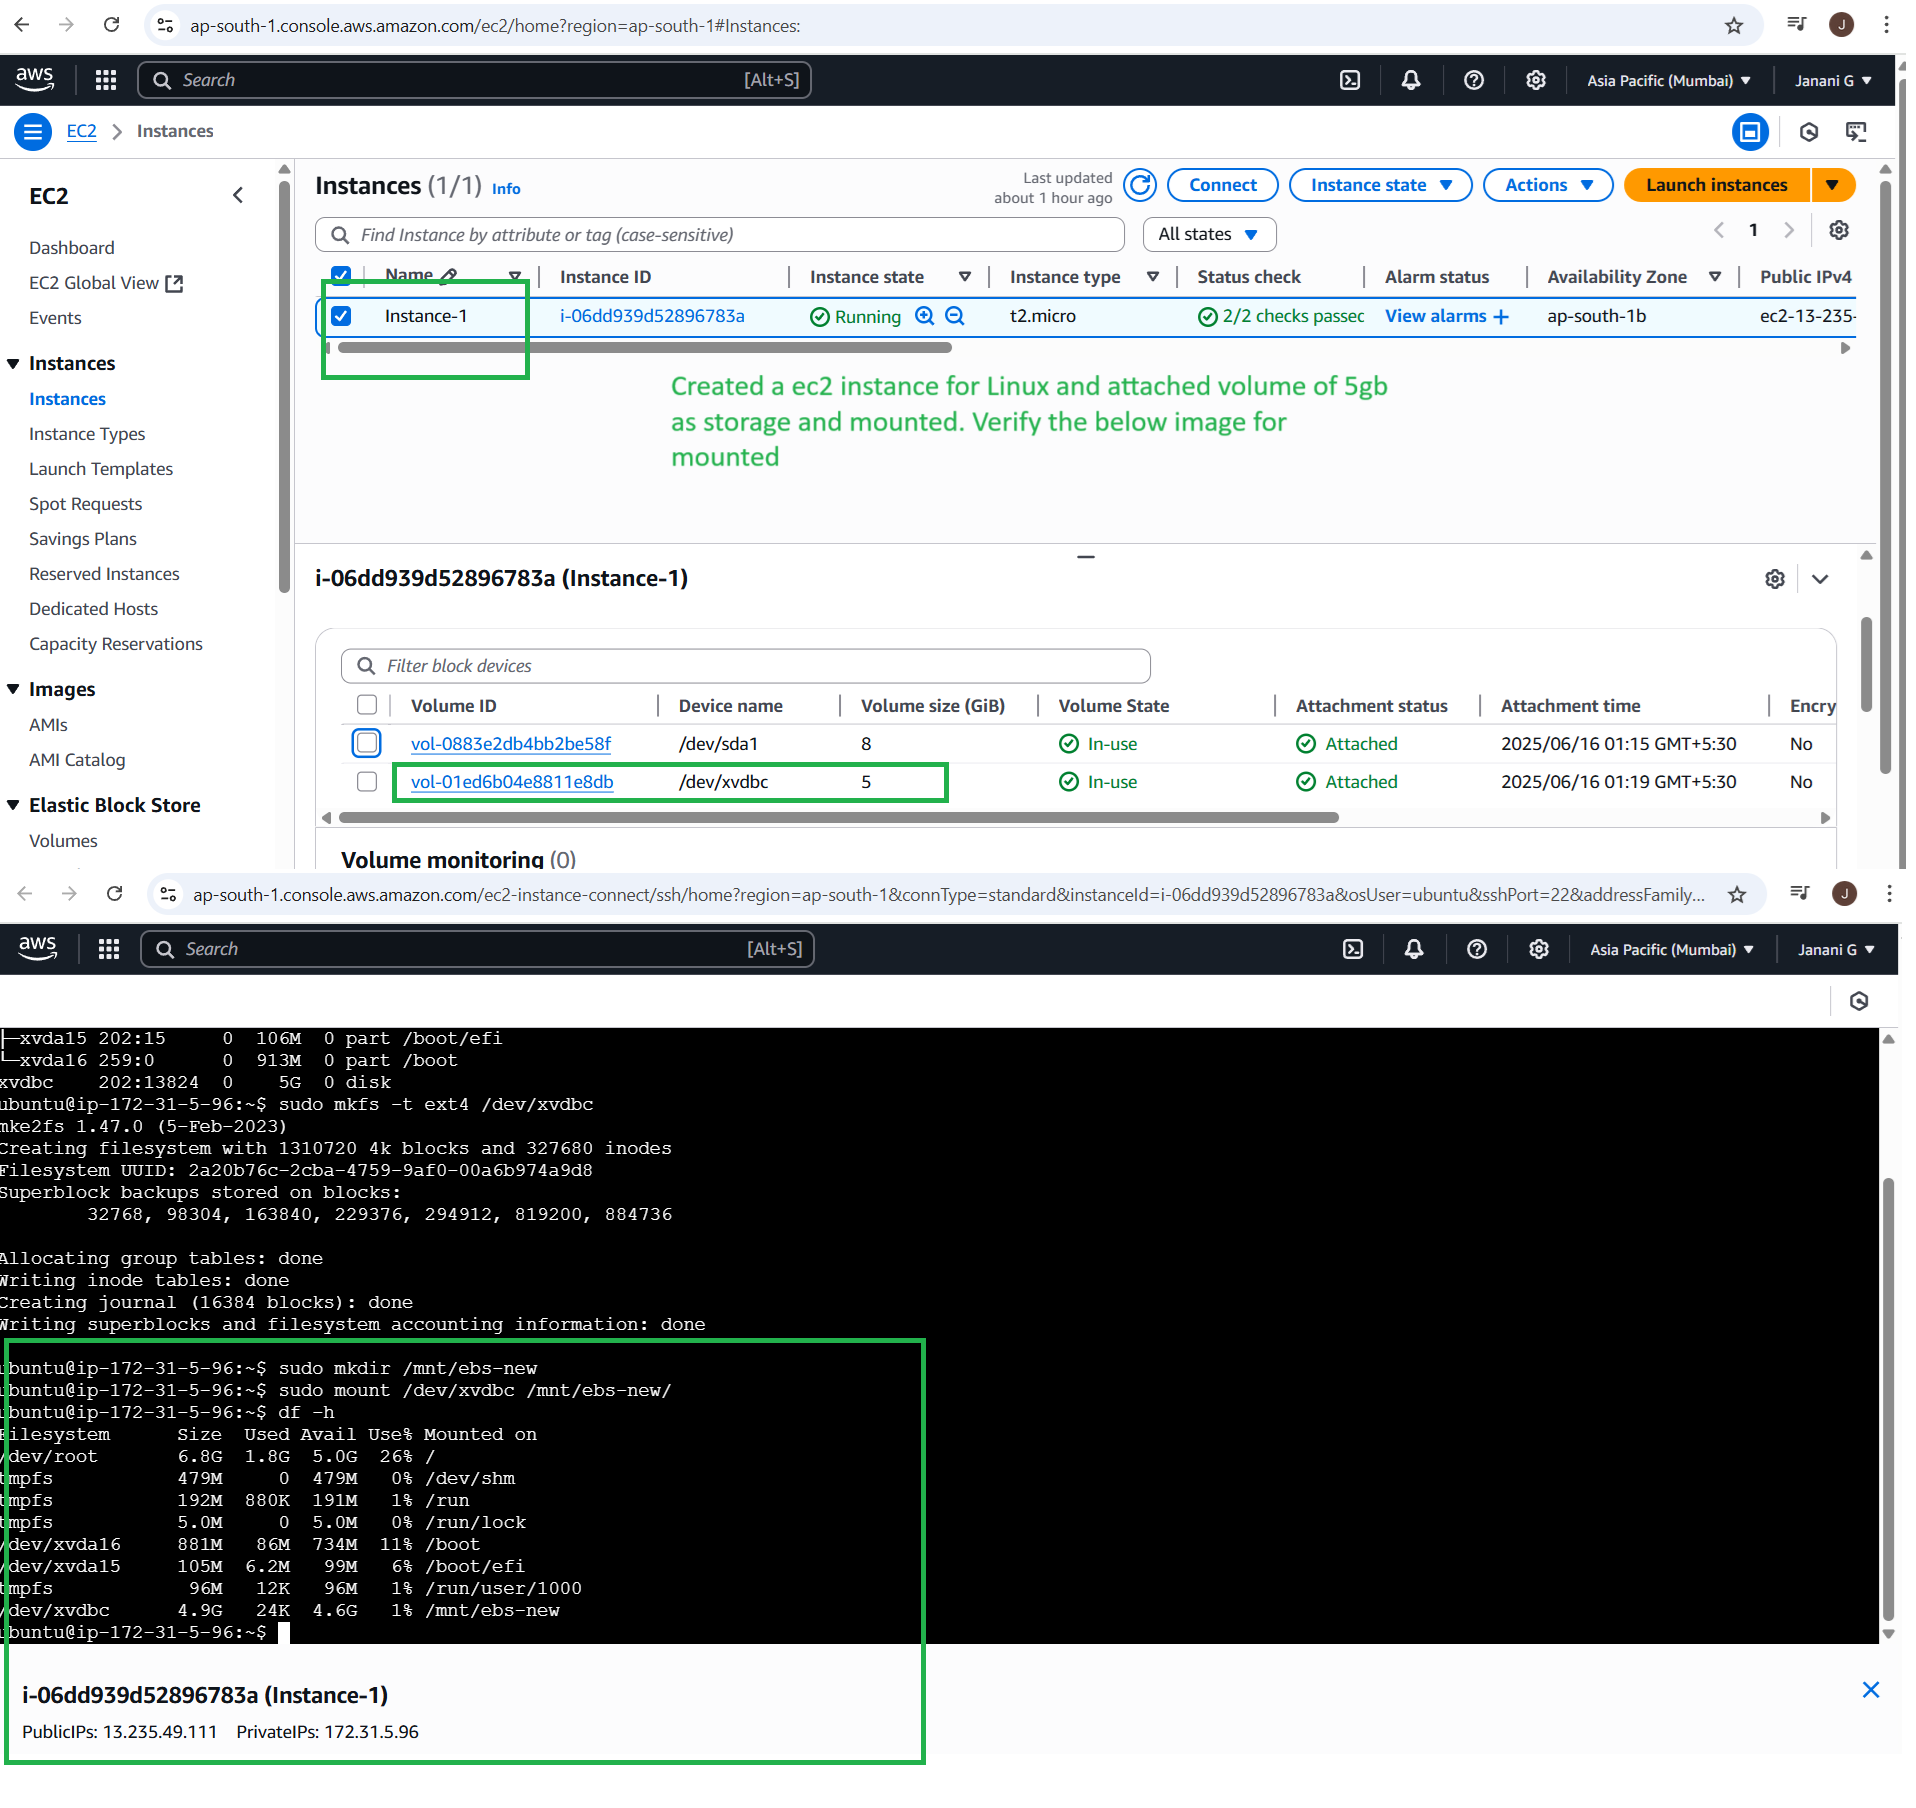 ap-south-1.console.aws.amazon.com/ec2/home?region=ap-south-1#Instances:
J
aws
Search
[Alt+S]
Asia Pacific (Mumbai)
Janani G
EC2
Instances
EC2
Dashboard
EC2 Global View
Events
Instances
Instances
Instance Types
Launch Templates
Spot Requests
Savings Plans
Reserved Instances
Dedicated Hosts
Capacity Reservations
Images
AMIs
AMI Catalog
Elastic Block Store
Volumes
Instances (1/1) Info
Last updated
about 1 hour ago
Connect
Instance state
Actions
Launch instances
Find Instance by attribute or tag (case-sensitive)
All states
1
Name Instance ID Instance state Instance type Status check Alarm status Availability Zone Public IPv4
Instance-1 i-06dd939d52896783a Running t2.micro 2/2 checks passec View alarms + ap-south-1b ec2-13-235-
Created a ec2 instance for Linux and attached volume of 5gb
as storage and mounted. Verify the below image for
mounted
i-06dd939d52896783a (Instance-1)
Filter block devices
Volume ID Device name Volume size (GiB) Volume State Attachment status Attachment time Encry
vol-0883e2db4bb2be58f /dev/sda1 8 In-use Attached 2025/06/16 01:15 GMT+5:30 No
vol-01ed6b04e8811e8db /dev/xvdbc 5 In-use Attached 2025/06/16 01:19 GMT+5:30 No
Volume monitoring (0)
ap-south-1.console.aws.amazon.com/ec2-instance-connect/ssh/home?region=ap-south-1&connType=standard&instanceId=i-06dd939d52896783a&osUser=ubuntu&sshPort=22&addressFamily...
J
aws
Search
[Alt+S]
Asia Pacific (Mumbai)
Janani G
├─xvda15 202:15 0 106M 0 part /boot/efi
└─xvda16 259:0 0 913M 0 part /boot
xvdbc 202:13824 0 5G 0 disk
ubuntu@ip-172-31-5-96:~$ sudo mkfs -t ext4 /dev/xvdbc
mke2fs 1.47.0 (5-Feb-2023)
Creating filesystem with 1310720 4k blocks and 327680 inodes
Filesystem UUID: 2a20b76c-2cba-4759-9af0-00a6b974a9d8
Superblock backups stored on blocks:
32768, 98304, 163840, 229376, 294912, 819200, 884736
Allocating group tables: done
Writing inode tables: done
Creating journal (16384 blocks): done
Writing superblocks and filesystem accounting information: done
ubuntu@ip-172-31-5-96:~$ sudo mkdir /mnt/ebs-new
ubuntu@ip-172-31-5-96:~$ sudo mount /dev/xvdbc /mnt/ebs-new/
ubuntu@ip-172-31-5-96:~$ df -h
Filesystem Size Used Avail Use% Mounted on
/dev/root 6.8G 1.8G 5.0G 26% /
tmpfs 479M 0 479M 0% /dev/shm
tmpfs 192M 880K 191M 1% /run
tmpfs 5.0M 0 5.0M 0% /run/lock
/dev/xvda16 881M 86M 734M 11% /boot
/dev/xvda15 105M 6.2M 99M 6% /boot/efi
tmpfs 96M 12K 96M 1% /run/user/1000
/dev/xvdbc 4.9G 24K 4.6G 1% /mnt/ebs-new
ubuntu@ip-172-31-5-96:~$
i-06dd939d52896783a (Instance-1)
PublicIPs: 13.235.49.111 PrivateIPs: 172.31.5.96